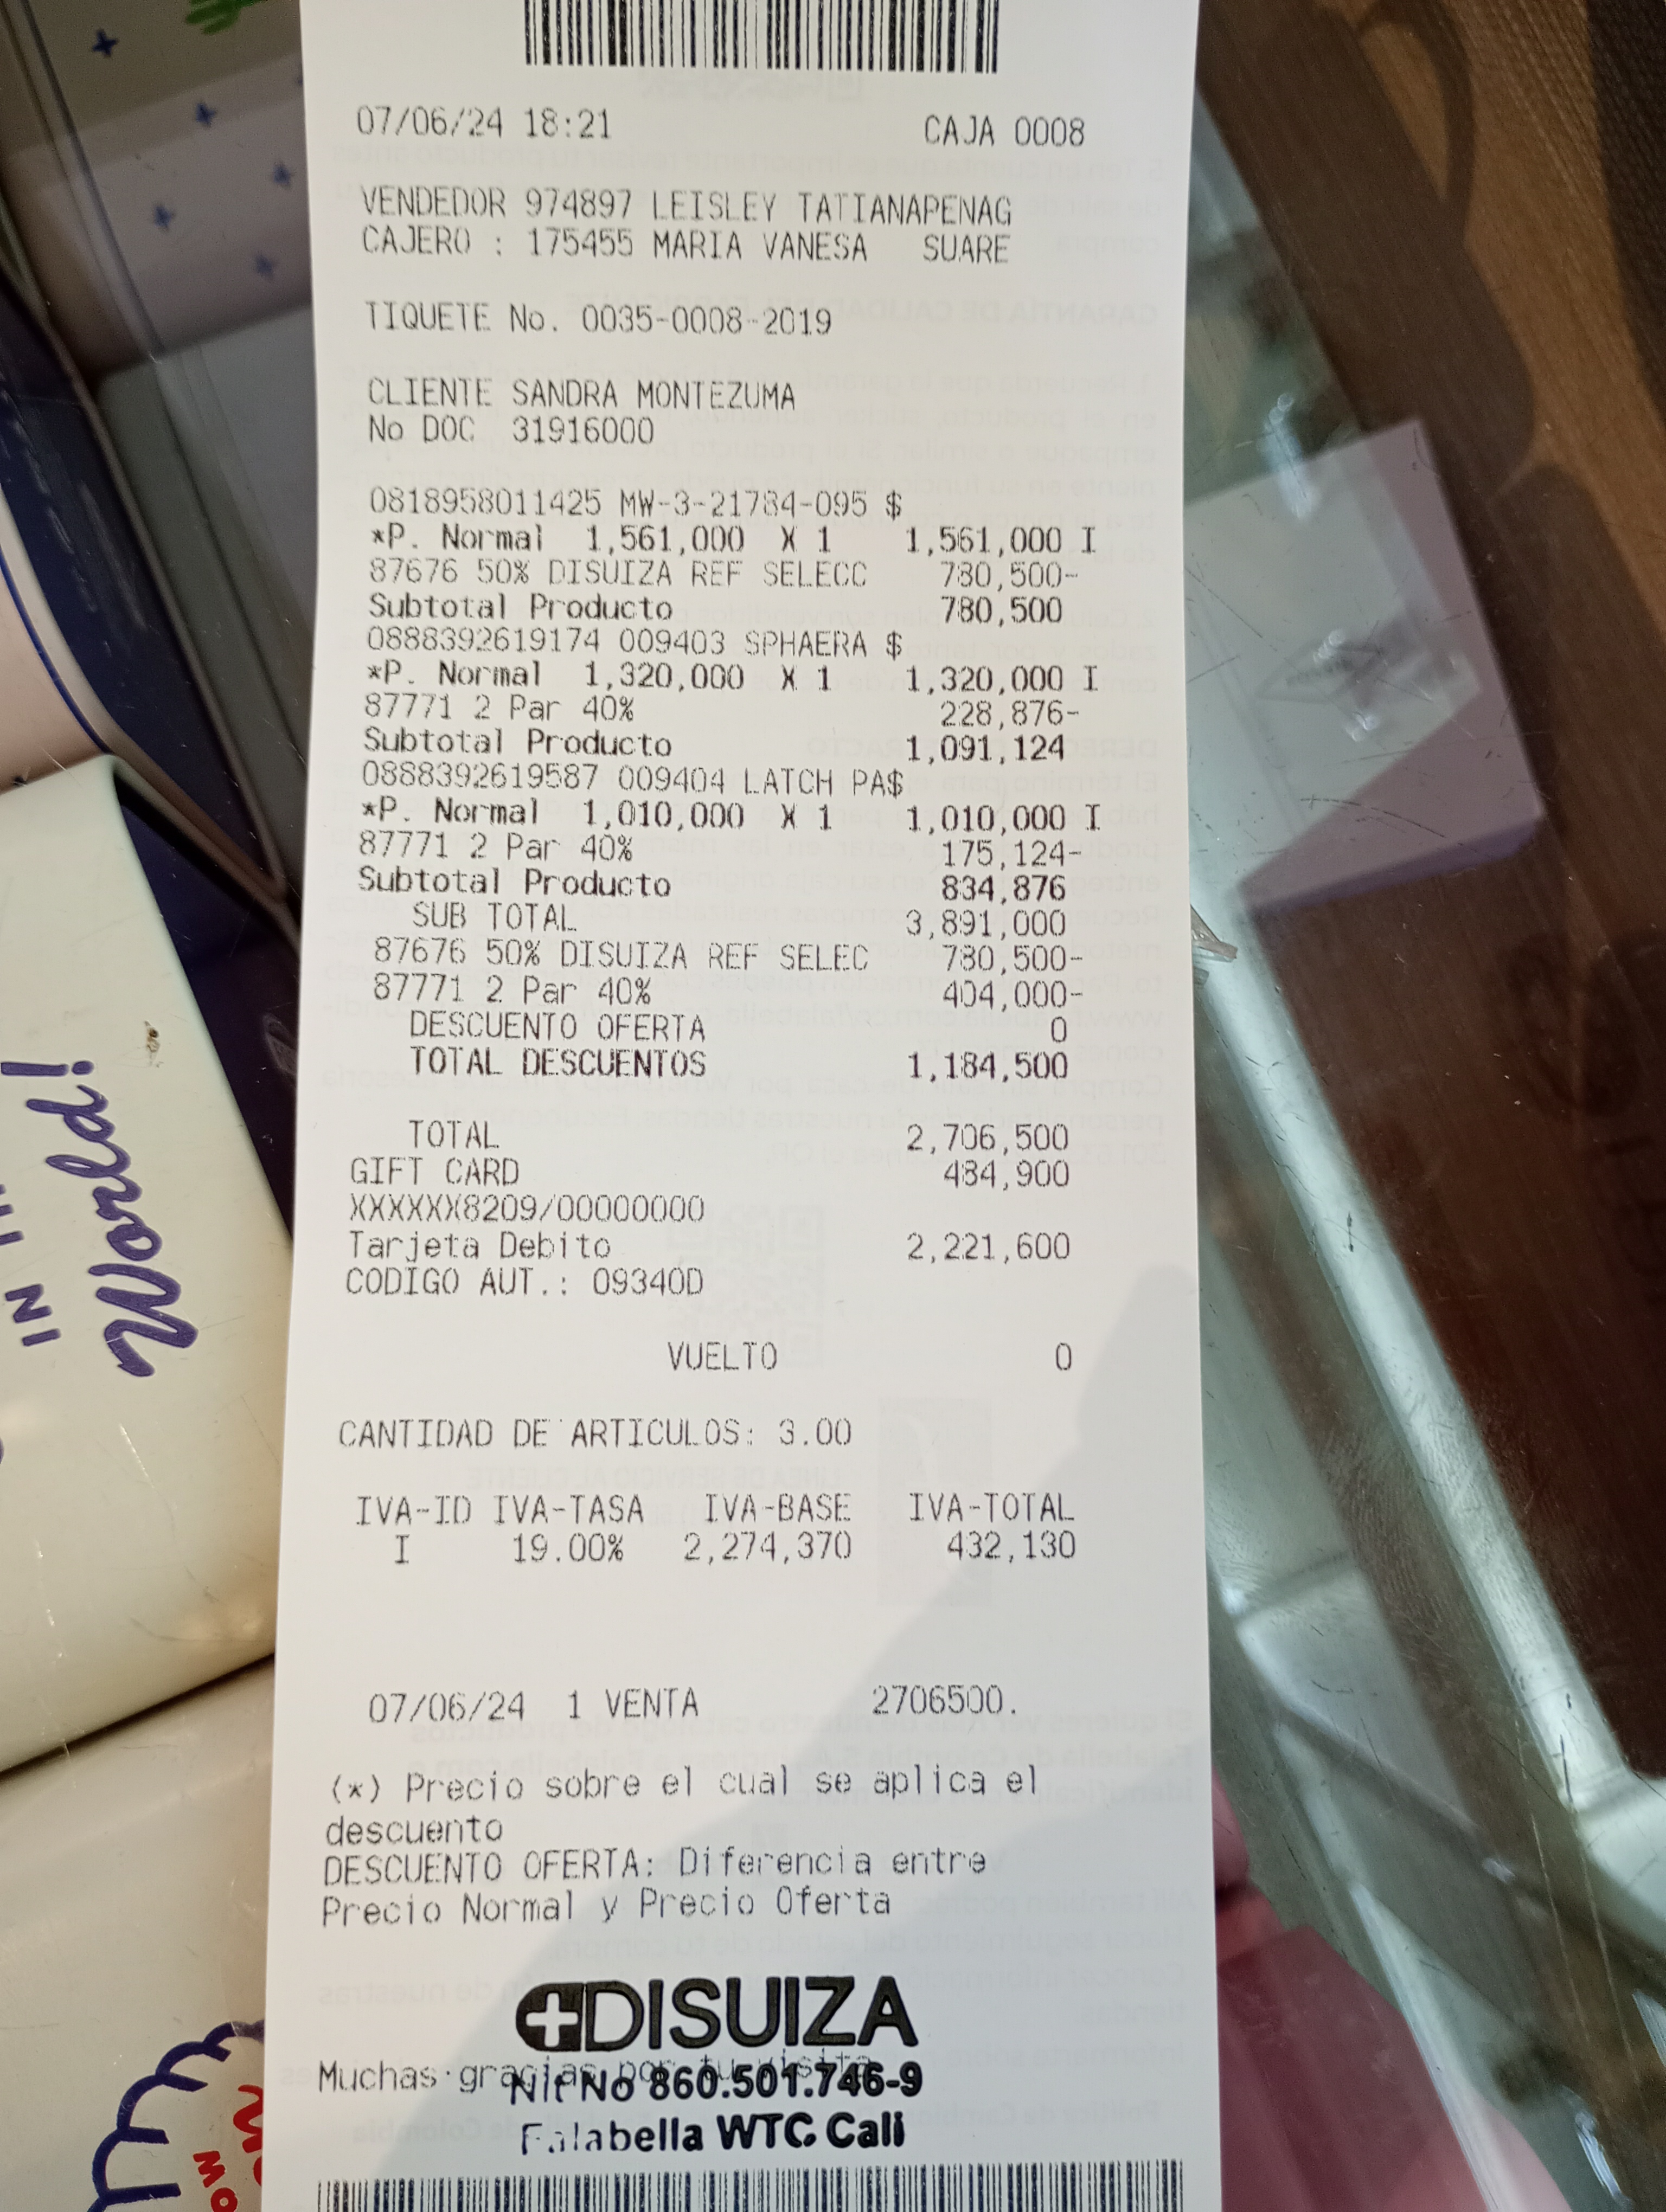 07/06/24 18:21 CAJA 0008
VENDEDOR 974897 LEISLEY TATIANAPENAG
CAJERO : 175455 MARIA VANESA SUARE
TIQUETE No. 0035-0008-2019
CLIENTE SANDRA MONTEZUMA
No DOC 31916000
0818958011425 MW-3-21784-095 $
*P. Normal 1,561,000 X 1 1,561,000 I
87676 50% DISUIZA REF SELECC 780,500-
Subtotal Producto 780,500
0888392619174 009403 SPHAERA $
*P. Normal 1,320,000 X 1 1,320,000 I
87771 2 Par 40% 228,876-
Subtotal Producto 1,091,124
0888392619587 009404 LATCH PA$
*P. Normal 1,010,000 X 1 1,010,000 I
87771 2 Par 40% 175,124-
Subtotal Producto 834,876
SUB TOTAL 3,891,000
87676 50% DISUIZA REF SELEC 780,500-
87771 2 Par 40% 404,000-
DESCUENTO OFERTA 0
TOTAL DESCUENTOS 1,184,500
TOTAL 2,706,500
GIFT CARD 484,900
XXXXXX8209/00000000
Tarjeta Debito 2,221,600
CODIGO AUT.: 09340D
VUELTO 0
CANTIDAD DE ARTICULOS: 3.00
IVA-ID IVA-TASA IVA-BASE IVA-TOTAL
I 19.00% 2,274,370 432,130
07/06/24 1 VENTA 2706500.
(*) Precio sobre el cual se aplica el
descuento
DESCUENTO OFERTA: Diferencia entre
Precio Normal y Precio Oferta
DISUIZA
Muchas gracias por tu visita
Nit No 860.501.746-9
Falabella WTC Cali
IN
World!